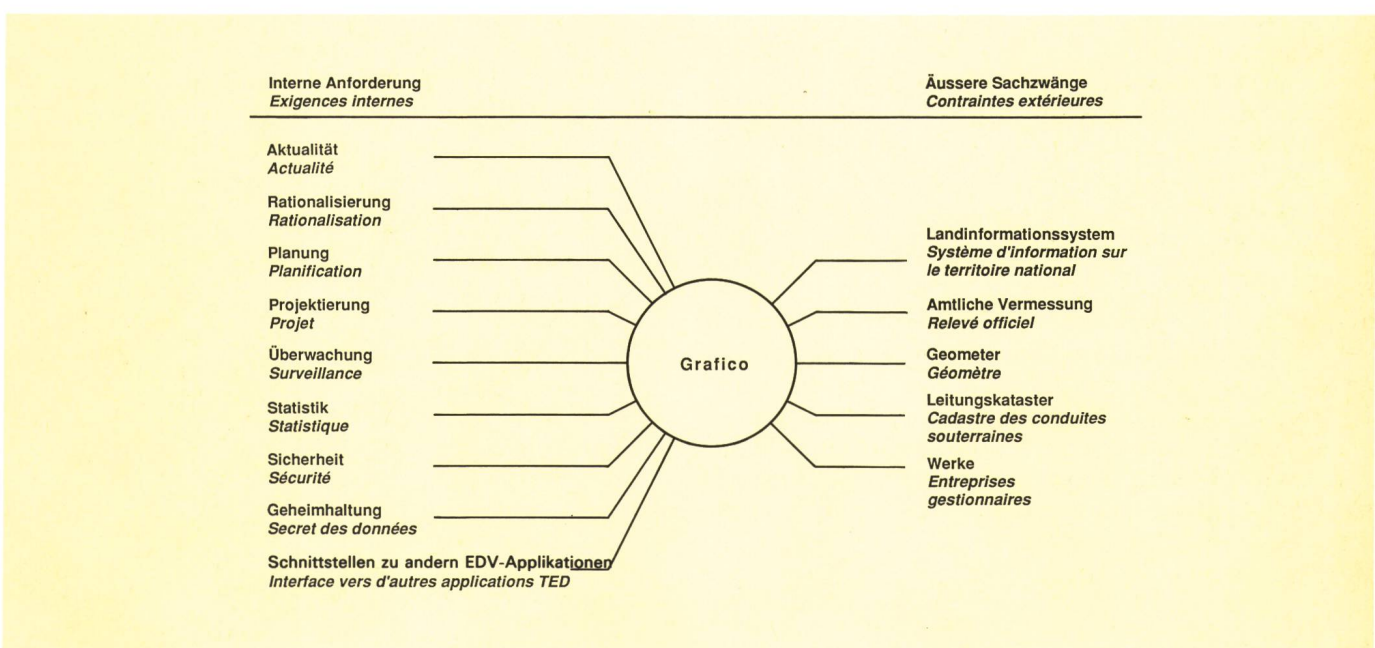 Interne Anforderung
Exigences internes
Äussere Sachzwänge
Contraintes extérieures
Aktualität
Actualité
Rationalisierung
Rationalisation
Planung
Planification
Projektierung
Projet
Überwachung
Surveillance
Statistik
Statistique
Sicherheit
Sécurité
Geheimhaltung
Secret des données
Schnittstellen zu andern EDV-Applikationen
Interface vers d'autres applications TED
Grafico
Landinformationssystem
Système d'information sur
le territoire national
Amtliche Vermessung
Relevé officiel
Geometer
Géomètre
Leitungskataster
Cadastre des conduites
souterraines
Werke
Entreprises
gestionnaires